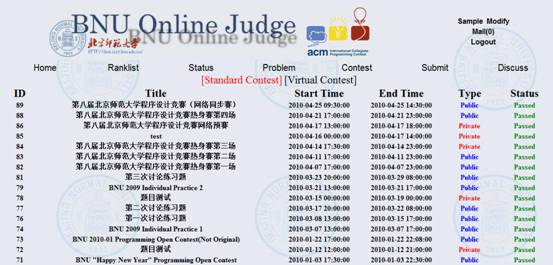 BNU Online Judge
北京师范大学
acm International Collegiate Programming Contest
Sample Modify
Mail(0)
Logout
Home Ranklist Status Problem Contest Submit Discuss
[Standard Contest] [Virtual Contest]
ID Title Start Time End Time Type Status
89 第八届北京师范大学程序设计竞赛（网络同步赛） 2010-04-25 09:30:00 2010-04-25 14:30:00 Public Passed
88 第八届北京师范大学程序设计竞赛热身赛第四场 2010-04-21 17:00:00 2010-04-21 23:00:00 Public Passed
86 第八届北京师范大学程序设计竞赛网络预赛 2010-04-17 13:00:00 2010-04-17 18:00:00 Private Passed
85 test 2010-04-16 00:00:00 2010-04-17 14:00:00 Private Passed
84 第八届北京师范大学程序设计竞赛热身赛第三场 2010-04-14 17:30:00 2010-04-14 23:00:00 Private Passed
83 第八届北京师范大学程序设计竞赛热身赛第二场 2010-04-11 17:00:00 2010-04-11 23:00:00 Public Passed
82 第八届北京师范大学程序设计竞赛热身赛第一场 2010-04-07 17:00:00 2010-04-07 23:00:00 Public Passed
81 第三次讨论练习题 2010-03-23 20:00:00 2010-03-29 08:00:00 Public Passed
79 BNU 2009 Individual Practice 2 2010-03-21 13:00:00 2010-03-21 17:00:00 Public Passed
78 题目测试 2010-03-15 00:00:00 2010-03-19 00:00:00 Private Passed
77 第二次讨论练习题 2010-03-17 20:00:00 2010-03-22 08:00:00 Public Passed
76 第一次讨论练习题 2010-03-08 13:00:00 2010-03-15 17:00:00 Public Passed
74 BNU 2009 Individual Practice 1 2010-03-07 13:00:00 2010-03-07 17:00:00 Public Passed
73 BNU 2010-01 Programming Open Contest(Not Original) 2010-01-22 17:00:00 2010-01-22 22:08:00 Public Passed
72 题目测试 2010-01-12 12:00:00 2010-01-12 21:00:00 Private Passed
71 BNU "Happy New Year" Programming Open Contest 2010-01-03 17:30:00 2010-01-03 22:30:00 Public Passed